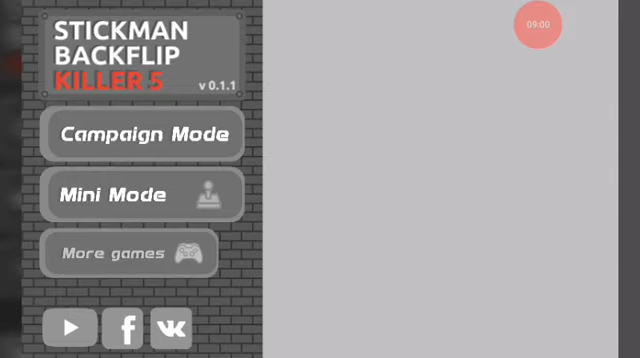 STICKMAN
BACKFLIP
KILLER 5
v 0.1.1
09:00
Campaign Mode
Mini Mode
More games